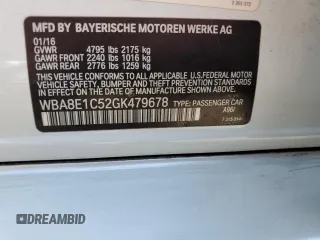 MFD BY BAYERISCHE MOTOREN WERKE AG
01/16
GVWR 4795 lbs 2175 kg
GAWR FRONT 2240 lbs 1016 kg
GAWR REAR 2776 lbs 1259 kg
THIS VEHICLE CONFORMS TO ALL APPLICABLE
U.S. FEDERAL MOTOR VEHICLE SAFETY, BUMPER,
AND THEFT PREVENTION STANDARDS IN EFFECT
ON THE DATE OF MANUFACTURE SHOWN ABOVE.
WBA8E1C52GK479678 TYPE: PASSENGER CAR
A96/
DREAMBID